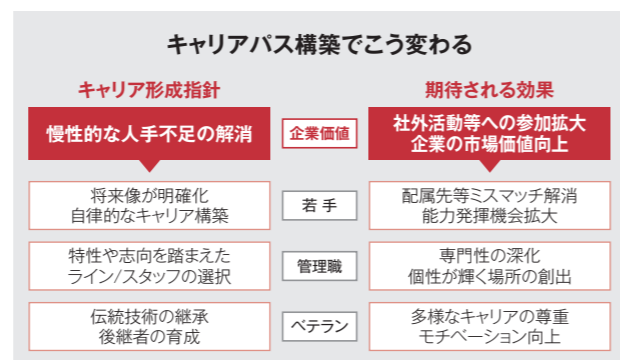 キャリアパス構築でこう変わる
キャリア形成指針
期待される効果
慢性的な人手不足の解消
企業価値
社外活動等への参加拡大
企業の市場価値向上
将来像が明確化
自律的なキャリア構築
若手
配属先等ミスマッチ解消
能力発揮機会拡大
特性や志向を踏まえた
ライン/スタッフの選択
管理職
専門性の深化
個性が輝く場所の創出
伝統技術の継承
後継者の育成
ベテラン
多様なキャリアの尊重
モチベーション向上